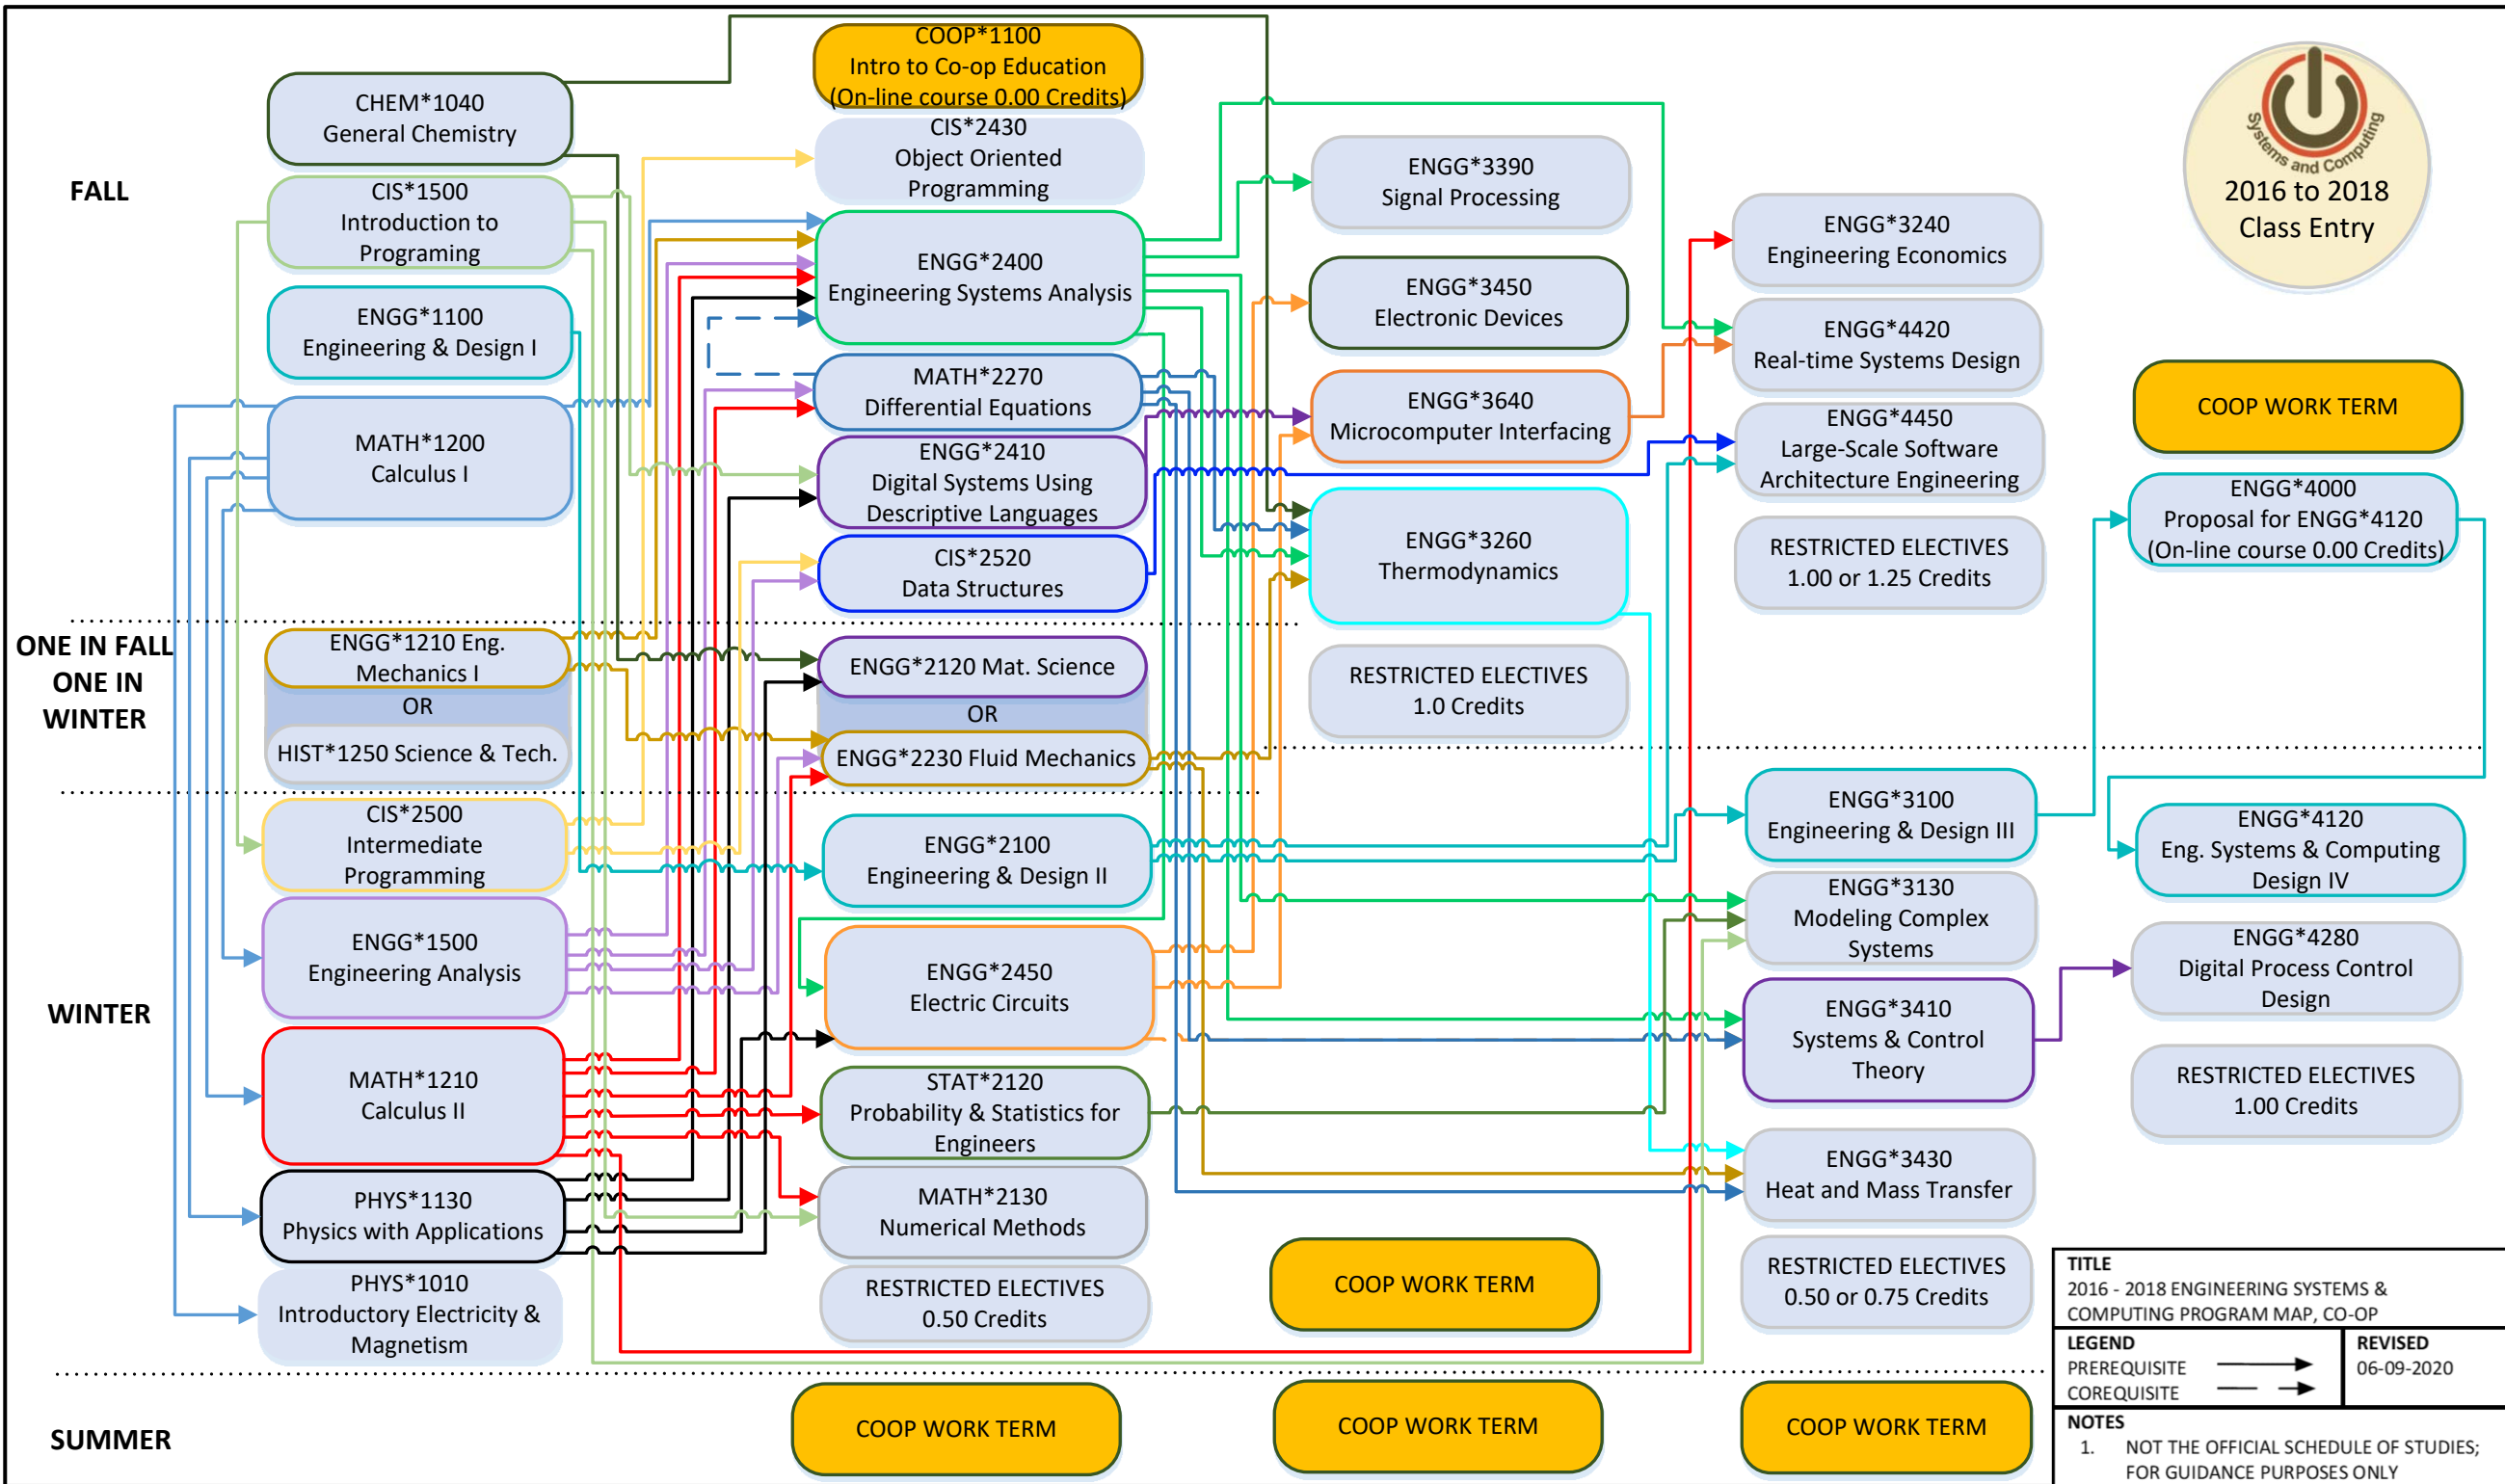 FALL
CHEM*1040
General Chemistry
CIS*1500
Introduction to
Programing
ENGG*1100
Engineering & Design I
MATH*1200
Calculus I
COOP*1100
Intro to Co-op Education
(On-line course 0.00 Credits)
CIS*2430
Object Oriented
Programming
ENGG*2400
Engineering Systems Analysis
MATH*2270
Differential Equations
ENGG*2410
Digital Systems Using
Descriptive Languages
CIS*2520
Data Structures
ENGG*3390
Signal Processing
ENGG*3450
Electronic Devices
ENGG*3640
Microcomputer Interfacing
ENGG*3260
Thermodynamics
RESTRICTED ELECTIVES
1.0 Credits
ENGG*3240
Engineering Economics
ENGG*4420
Real-time Systems Design
ENGG*4450
Large-Scale Software
Architecture Engineering
RESTRICTED ELECTIVES
1.00 or 1.25 Credits
Systems and Computing
2016 to 2018
Class Entry
COOP WORK TERM
ENGG*4000
Proposal for ENGG*4120
(On-line course 0.00 Credits)
ONE IN FALL
ONE IN
WINTER
ENGG*1210 Eng.
Mechanics I
OR
HIST*1250 Science & Tech.
ENGG*2120 Mat. Science
OR
ENGG*2230 Fluid Mechanics
WINTER
CIS*2500
Intermediate
Programming
ENGG*1500
Engineering Analysis
MATH*1210
Calculus II
PHYS*1130
Physics with Applications
PHYS*1010
Introductory Electricity &
Magnetism
ENGG*2100
Engineering & Design II
ENGG*2450
Electric Circuits
STAT*2120
Probability & Statistics for
Engineers
MATH*2130
Numerical Methods
RESTRICTED ELECTIVES
0.50 Credits
COOP WORK TERM
ENGG*3100
Engineering & Design III
ENGG*3130
Modeling Complex
Systems
ENGG*3410
Systems & Control
Theory
ENGG*3430
Heat and Mass Transfer
RESTRICTED ELECTIVES
0.50 or 0.75 Credits
ENGG*4120
Eng. Systems & Computing
Design IV
ENGG*4280
Digital Process Control
Design
RESTRICTED ELECTIVES
1.00 Credits
SUMMER
COOP WORK TERM
COOP WORK TERM
COOP WORK TERM
TITLE
2016 - 2018 ENGINEERING SYSTEMS &
COMPUTING PROGRAM MAP, CO-OP
LEGEND
PREREQUISITE
COREQUISITE
REVISED
06-09-2020
NOTES
1. NOT THE OFFICIAL SCHEDULE OF STUDIES;
FOR GUIDANCE PURPOSES ONLY